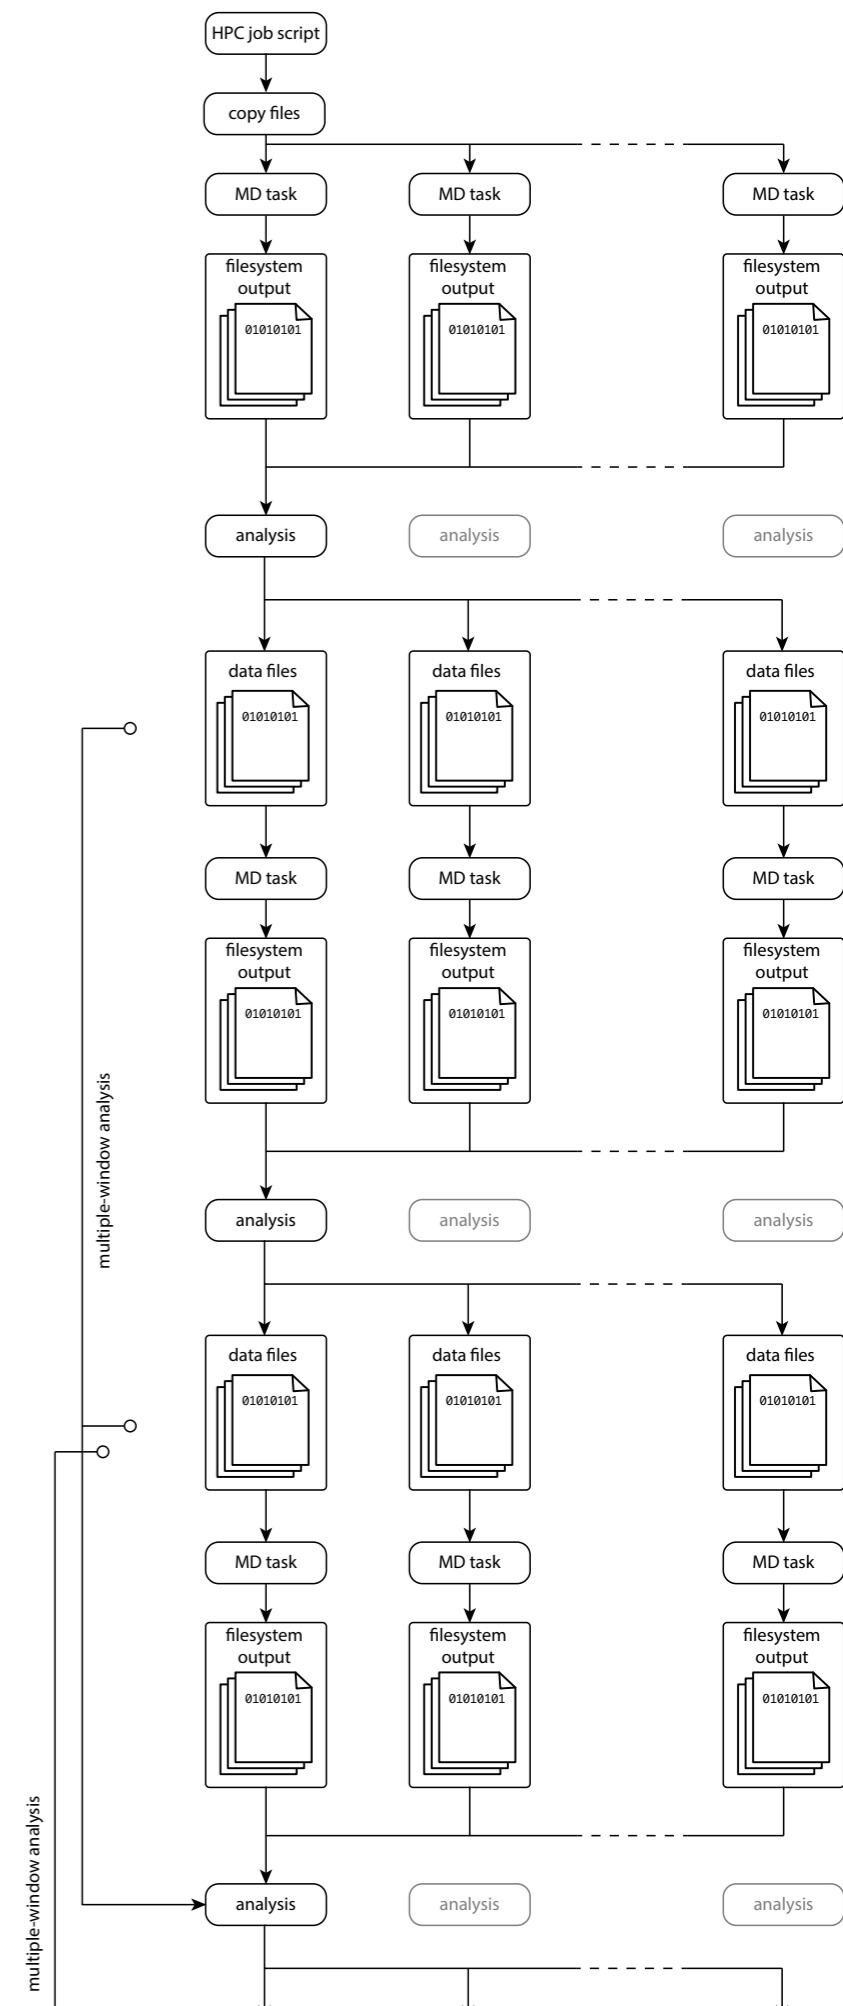 HPC job script
copy files
MD task
MD task
MD task
filesystem
output
01010101
filesystem
output
01010101
filesystem
output
01010101
analysis
analysis
analysis
data files
01010101
data files
01010101
data files
01010101
MD task
MD task
MD task
filesystem
output
01010101
filesystem
output
01010101
filesystem
output
01010101
multiple-window analysis
analysis
analysis
analysis
data files
01010101
data files
01010101
data files
01010101
MD task
MD task
MD task
filesystem
output
01010101
filesystem
output
01010101
filesystem
output
01010101
multiple-window analysis
analysis
analysis
analysis